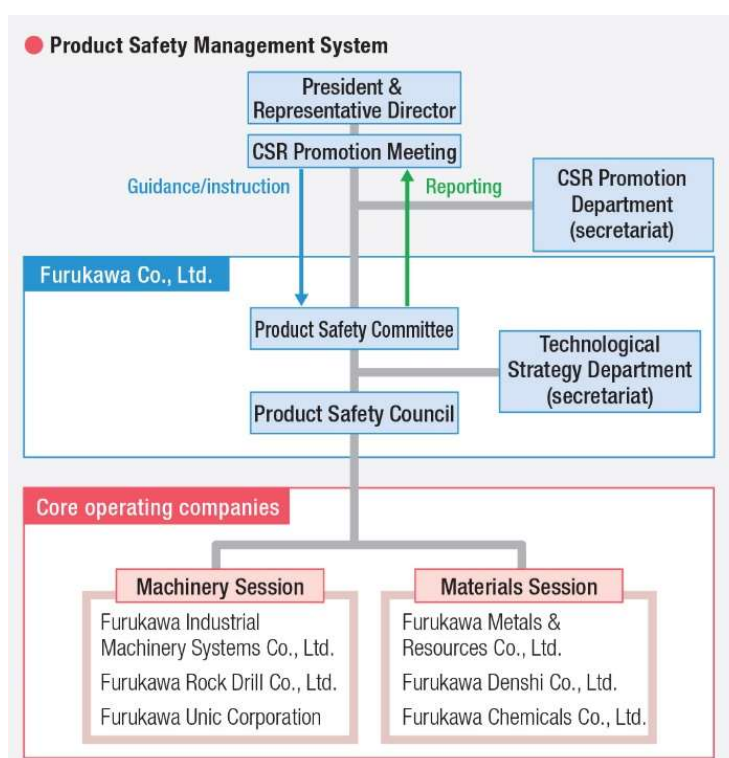 Product Safety Management System
President &
Representative Director
CSR Promotion Meeting
Guidance/instruction
Reporting
CSR Promotion
Department
(secretariat)
Furukawa Co., Ltd.
Product Safety Committee
Technological
Strategy Department
(secretariat)
Product Safety Council
Core operating companies
Machinery Session
Furukawa Industrial
Machinery Systems Co., Ltd.
Furukawa Rock Drill Co., Ltd.
Furukawa Unic Corporation
Materials Session
Furukawa Metals &
Resources Co., Ltd.
Furukawa Denshi Co., Ltd.
Furukawa Chemicals Co., Ltd.